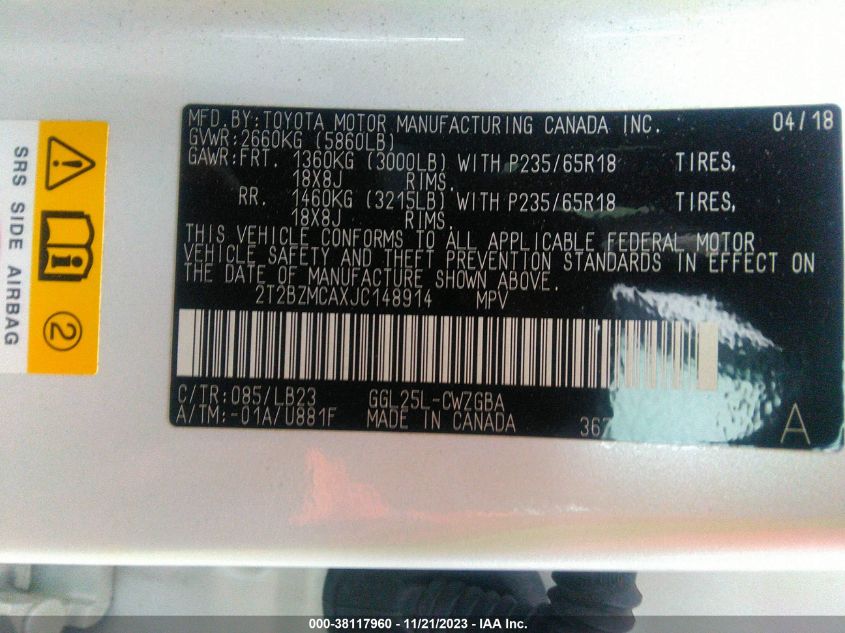 MFD. BY: TOYOTA MOTOR MANUFACTURING CANADA INC. 04/18
GVWR: 2660KG (5860LB)
GAWR: FRT. 1360KG (3000LB) WITH P235/65R18 TIRES,
18X8J RIMS.
RR. 1460KG (3215LB) WITH P235/65R18 TIRES,
18X8J RIMS.
THIS VEHICLE CONFORMS TO ALL APPLICABLE FEDERAL MOTOR
VEHICLE SAFETY AND THEFT PREVENTION STANDARDS IN EFFECT ON
THE DATE OF MANUFACTURE SHOWN ABOVE.
2T2BZMCAXJC148914 MPV
C/TR: 085/LB23 GGL25L-CWZGBA
A/TM: -01A/U881F MADE IN CANADA A
SRS SIDE AIRBAG
2
000-38117960 - 11/21/2023 - IAA Inc.